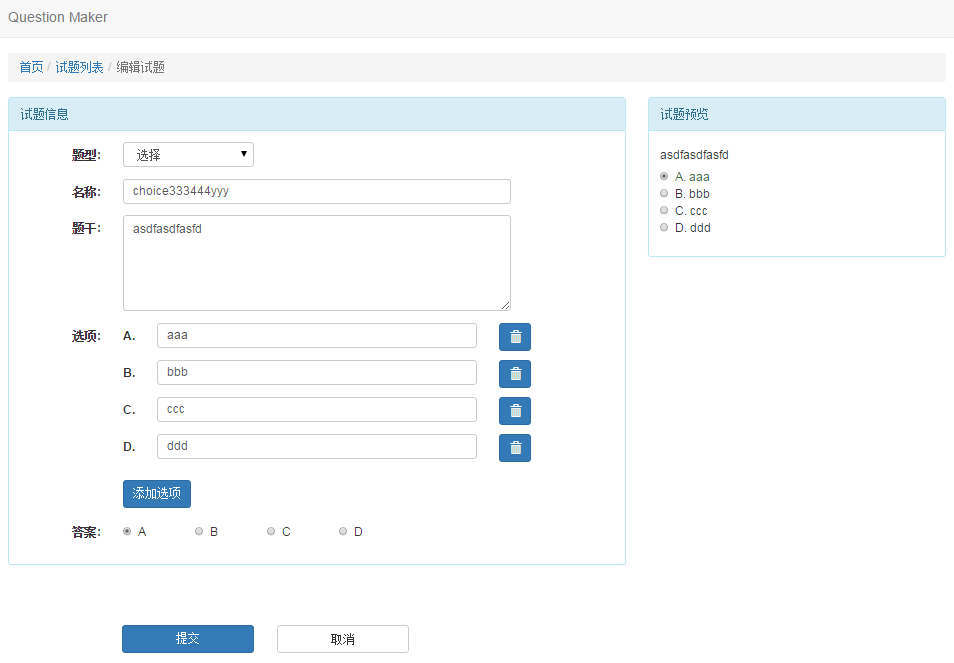 Question Maker
首页 / 试题列表 / 编辑试题
试题信息
题型: 选择
名称: choice333444yyy
题干: asdfasdfasfd
选项: A. aaa
B. bbb
C. ccc
D. ddd
添加选项
答案: A B C D
提交 取消
试题预览
asdfasdfasfd
A. aaa
B. bbb
C. ccc
D. ddd